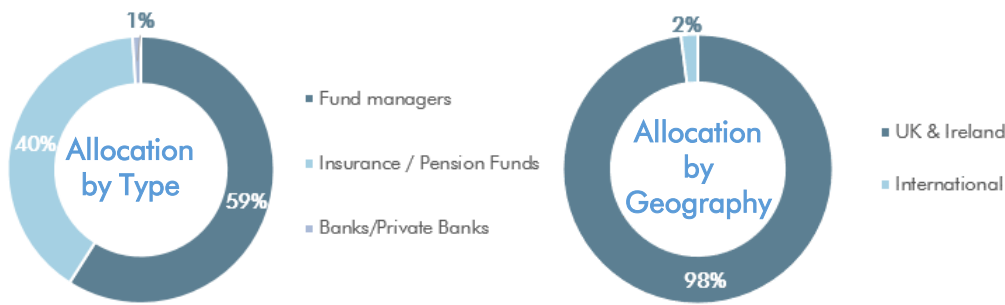 1%
40%
Allocation
by Type
59%
Fund managers
Insurance / Pension Funds
Banks/Private Banks
2%
Allocation
by
Geography
98%
UK & Ireland
International